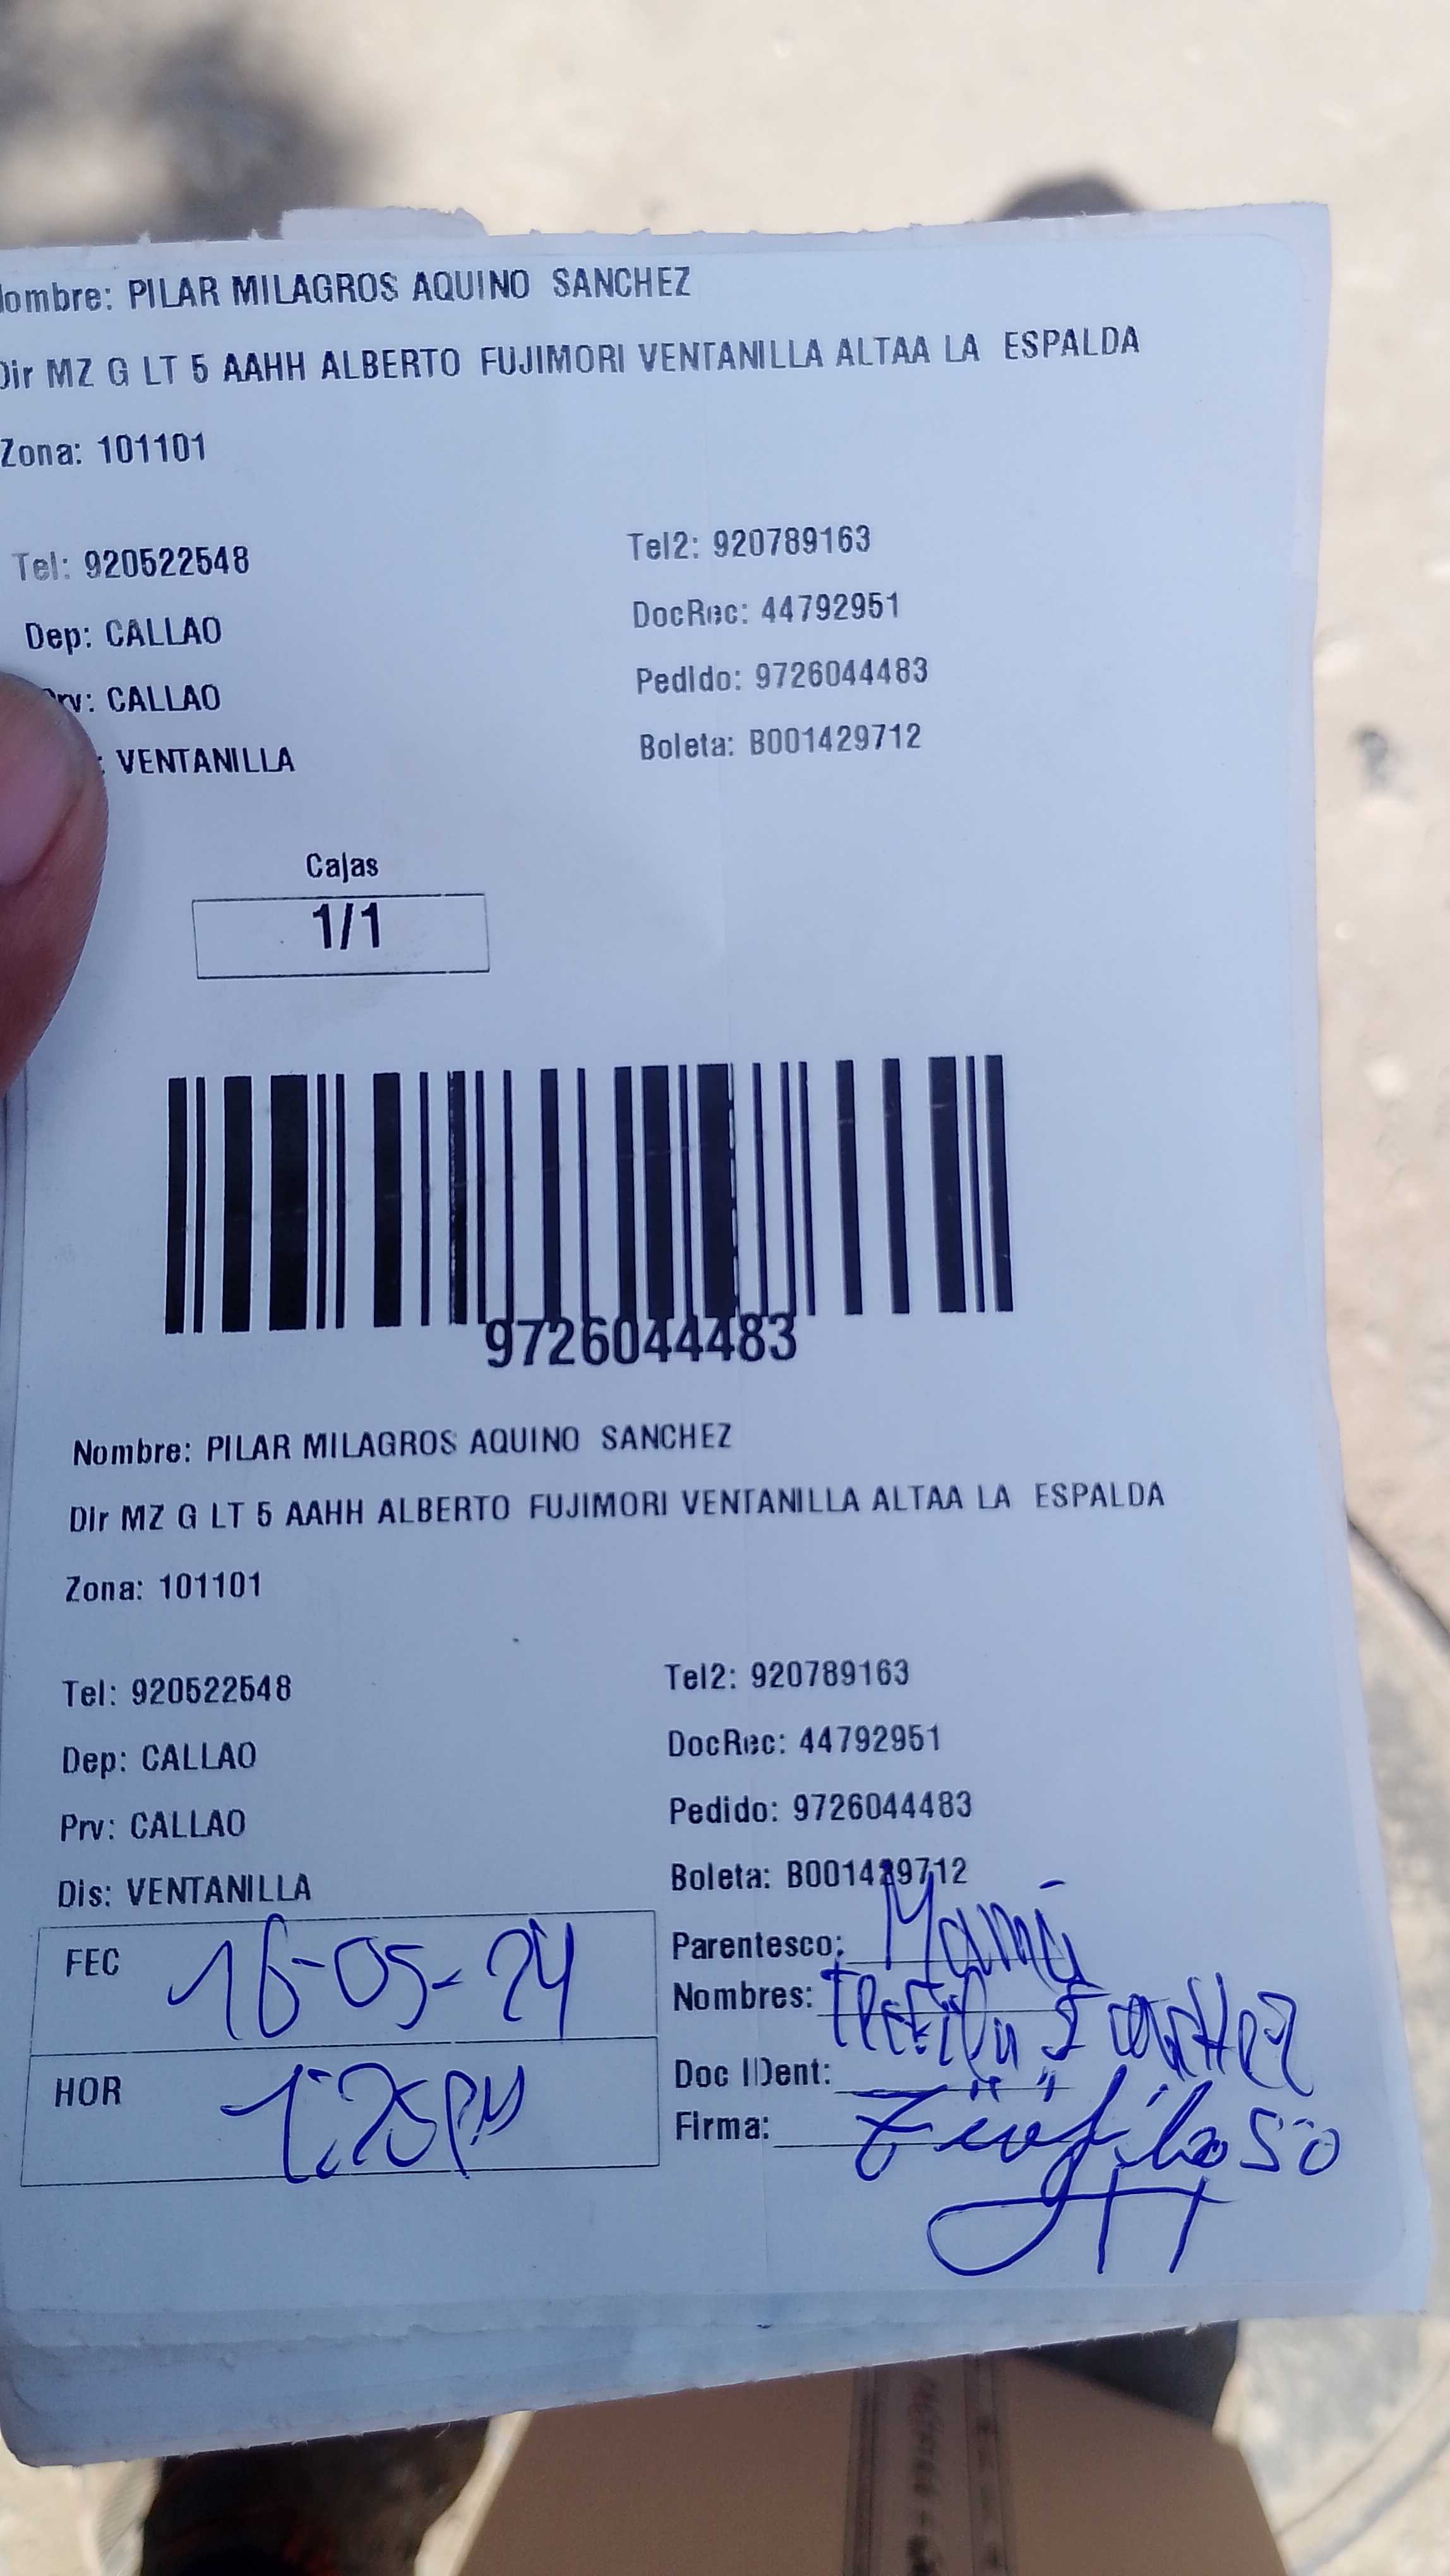 ombre: PILAR MILAGROS AQUINO SANCHEZ
Dir MZ G LT 5 AAHH ALBERTO FUJIMORI VENTANILLA ALTAA LA ESPALDA
Zona: 101101
Tel: 920522548
Tel2: 920789163
Dep: CALLAO
DocRec: 44792951
rv: CALLAO
Pedido: 9726044483
: VENTANILLA
Boleta: B001429712
Cajas
1/1
9726044483
Nombre: PILAR MILAGROS AQUINO SANCHEZ
Dir MZ G LT 5 AAHH ALBERTO FUJIMORI VENTANILLA ALTAA LA ESPALDA
Zona: 101101
Tel: 920522548
Tel2: 920789163
Dep: CALLAO
DocRec: 44792951
Prv: CALLAO
Pedido: 9726044483
Dis: VENTANILLA
Boleta: B001429712
FEC 16-05-24
Parentesco: Mamá
Nombres:
HOR 1:25PM
Doc IDent:
Firma: